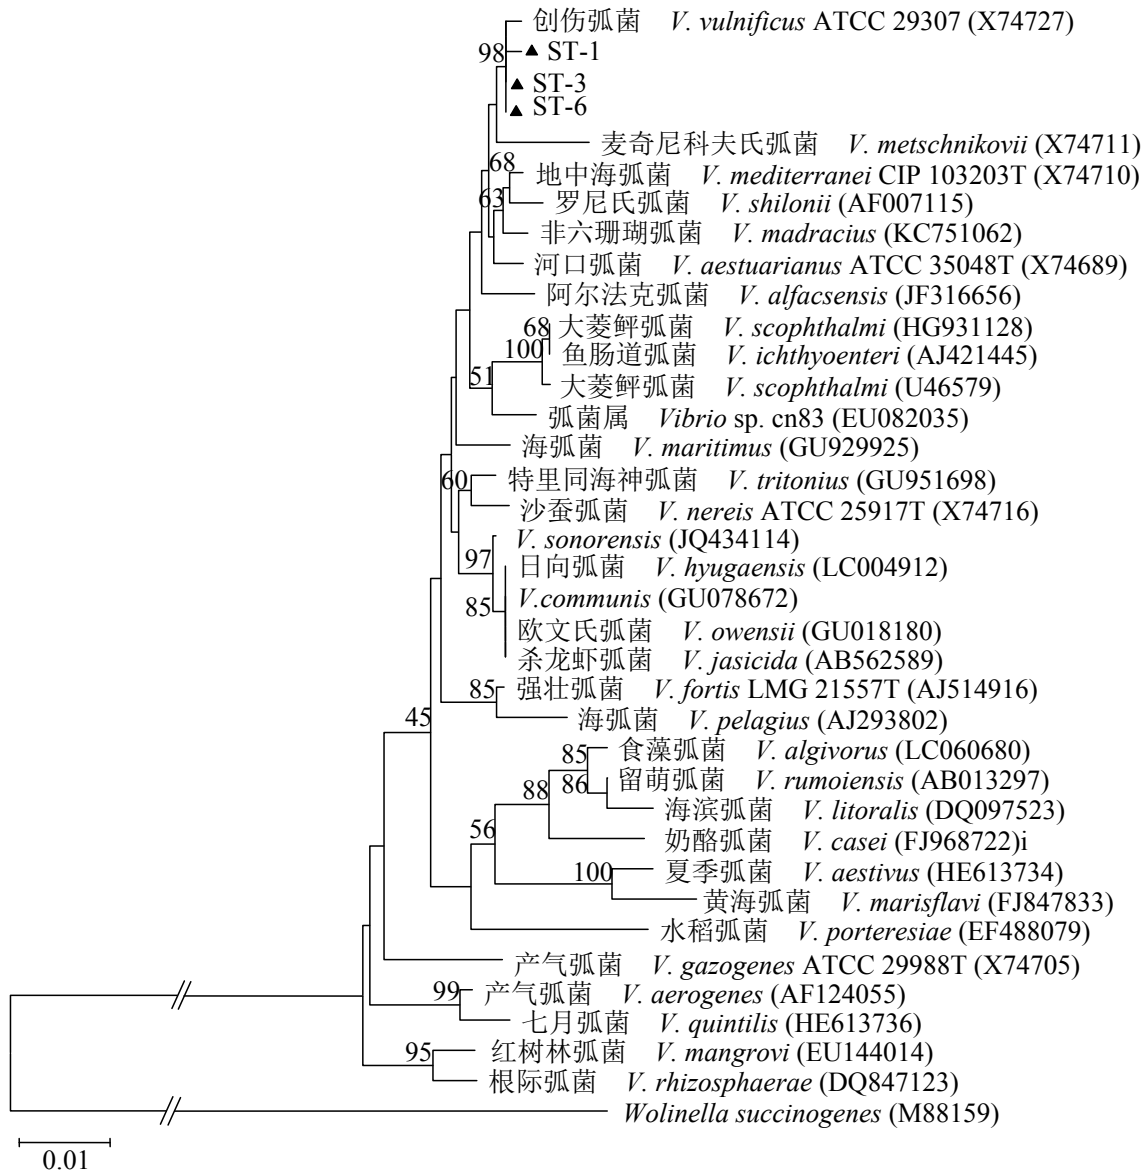 创伤弧菌 V. vulnificus ATCC 29307 (X74727)
98
▲ ST-1
▲ ST-3
▲ ST-6
麦奇尼科夫氏弧菌 V. metschnikovii (X74711)
68
地中海弧菌 V. mediterranei CIP 103203T (X74710)
63
罗尼氏弧菌 V. shilonii (AF007115)
非六珊瑚弧菌 V. madracius (KC751062)
河口弧菌 V. aestuarianus ATCC 35048T (X74689)
阿尔法克弧菌 V. alfacsensis (JF316656)
68
大菱鲆弧菌 V. scophthalmi (HG931128)
100
鱼肠道弧菌 V. ichthyoenteri (AJ421445)
51
大菱鲆弧菌 V. scophthalmi (U46579)
弧菌属 Vibrio sp. cn83 (EU082035)
海弧菌 V. maritimus (GU929925)
60
特里同海神弧菌 V. tritonius (GU951698)
沙蚕弧菌 V. nereis ATCC 25917T (X74716)
V. sonorensis (JQ434114)
97
日向弧菌 V. hyugaensis (LC004912)
85
V.communis (GU078672)
欧文氏弧菌 V. owensii (GU018180)
杀龙虾弧菌 V. jasicida (AB562589)
85
强壮弧菌 V. fortis LMG 21557T (AJ514916)
45
海弧菌 V. pelagius (AJ293802)
85
食藻弧菌 V. algivorus (LC060680)
88
86
留萌弧菌 V. rumoiensis (AB013297)
海滨弧菌 V. litoralis (DQ097523)
56
奶酪弧菌 V. casei (FJ968722)i
100
夏季弧菌 V. aestivus (HE613734)
黄海弧菌 V. marisflavi (FJ847833)
水稻弧菌 V. porteresiae (EF488079)
产气弧菌 V. gazogenes ATCC 29988T (X74705)
99
产气弧菌 V. aerogenes (AF124055)
七月弧菌 V. quintilis (HE613736)
95
红树林弧菌 V. mangrovi (EU144014)
根际弧菌 V. rhizosphaerae (DQ847123)
Wolinella succinogenes (M88159)
0.01